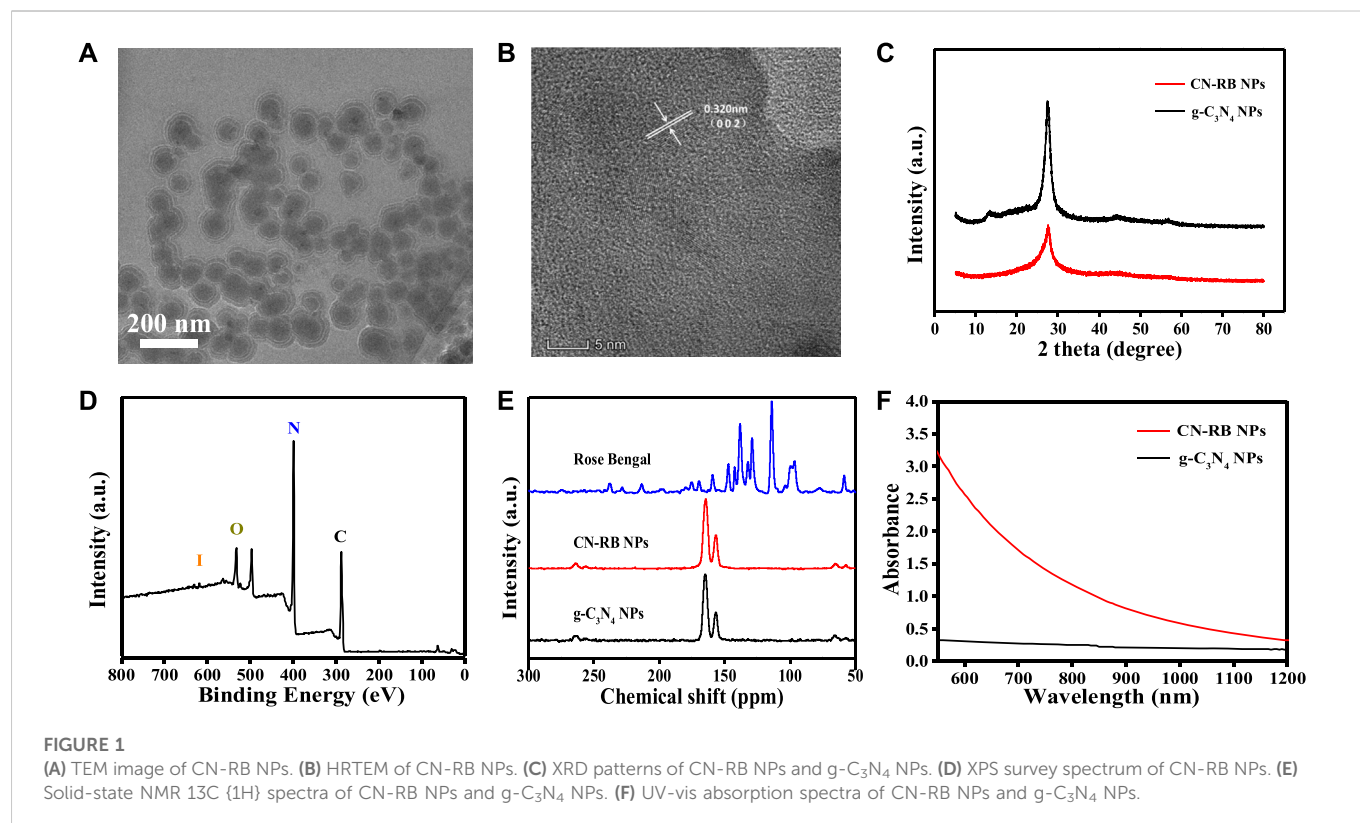 A
200 nm
B
0.320nm
(002)
5 nm
C
CN-RB NPs
g-C₃N₄ NPs
Intensity (a.u.)
0 10 20 30 40 50 60 70 80
2 theta (degree)
D
N
O
I
C
Intensity (a.u.)
800 700 600 500 400 300 200 100 0
Binding Energy (eV)
E
Rose Bengal
CN-RB NPs
g-C₃N₄ NPs
Intensity (a.u.)
300 250 200 150 100 50
Chemical shift (ppm)
F
4.0
3.5
3.0
2.5
2.0
1.5
1.0
0.5
0.0
CN-RB NPs
g-C₃N₄ NPs
Absorbance
600 700 800 900 1000 1100 1200
Wavelength (nm)
FIGURE 1
(A) TEM image of CN-RB NPs. (B) HRTEM of CN-RB NPs. (C) XRD patterns of CN-RB NPs and g-C₃N₄ NPs. (D) XPS survey spectrum of CN-RB NPs. (E)
Solid-state NMR 13C {1H} spectra of CN-RB NPs and g-C₃N₄ NPs. (F) UV-vis absorption spectra of CN-RB NPs and g-C₃N₄ NPs.